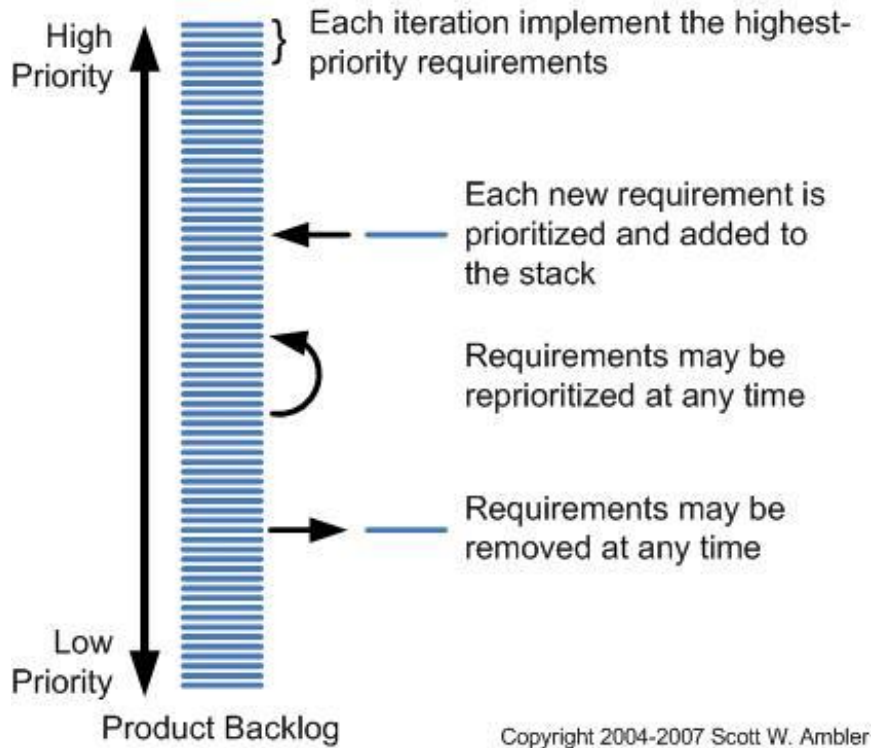 High
Priority
Each iteration implement the highest-
priority requirements
Each new requirement is
prioritized and added to
the stack
Requirements may be
reprioritized at any time
Requirements may be
removed at any time
Low
Priority
Product Backlog
Copyright 2004-2007 Scott W. Ambler